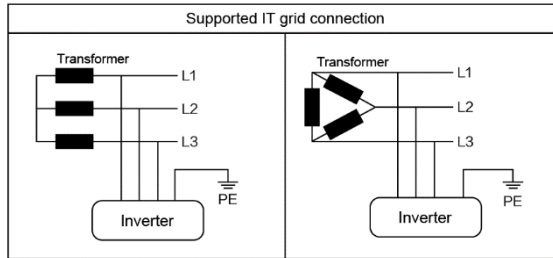 Supported IT grid connection
Transformer
L1
L2
L3
PE
Inverter
Transformer
L1
L2
L3
PE
Inverter